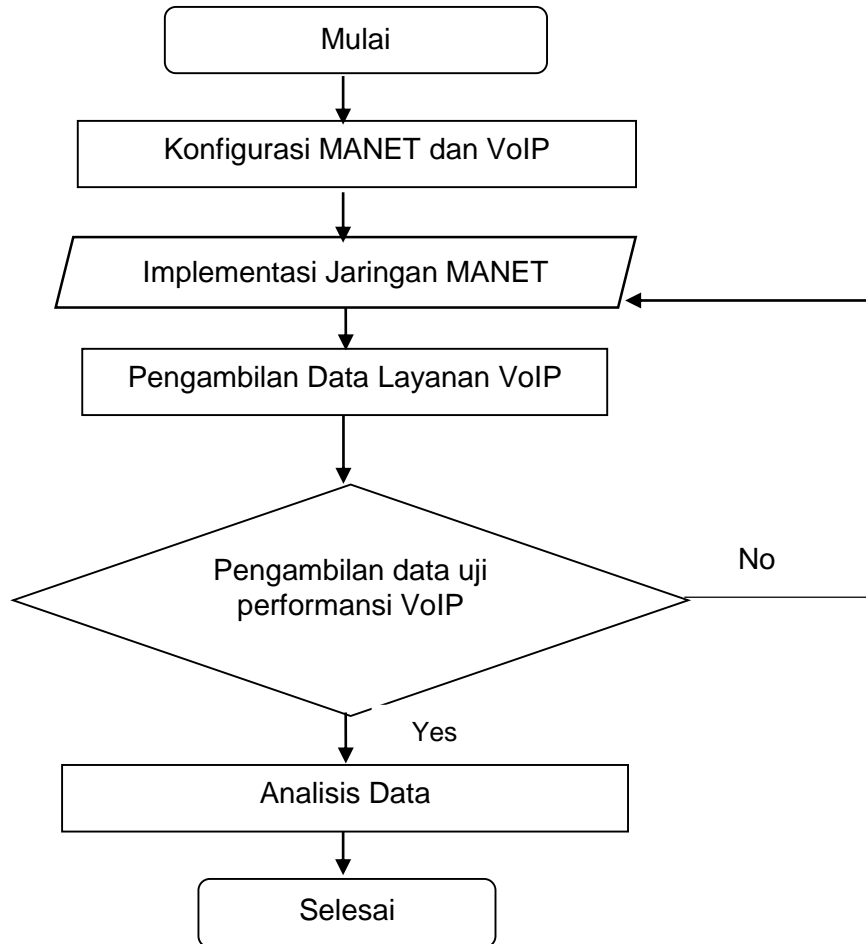 Mulai
Konfigurasi MANET dan VoIP
Implementasi Jaringan MANET
Pengambilan Data Layanan VoIP
Pengambilan data uji
performansi VoIP
No
Yes
Analisis Data
Selesai